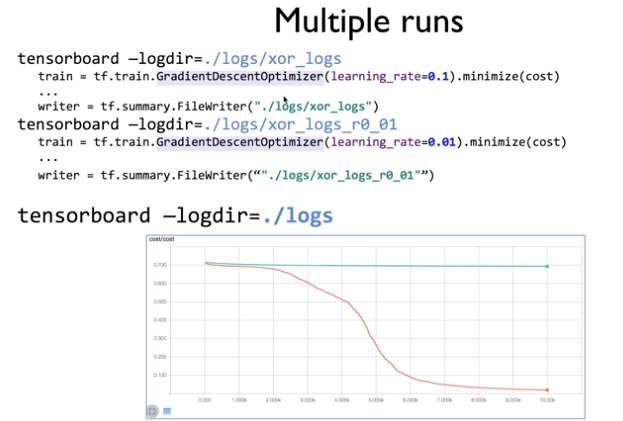 Multiple runs
tensorboard —logdir=./logs/xor_logs
train = tf.train.GradientDescentOptimizer(learning_rate=0.1).minimize(cost)
...
writer = tf.summary.FileWriter("./logs/xor_logs")
tensorboard —logdir=./logs/xor_logs_r0_01
train = tf.train.GradientDescentOptimizer(learning_rate=0.01).minimize(cost)
...
writer = tf.summary.FileWriter(“"./logs/xor_logs_r0_01"”)
tensorboard —logdir=./logs
cost/cost
0.700
0.600
0.500
0.400
0.300
0.200
0.100
0.000 1.000k 2.000k 3.000k 4.000k 5.000k 6.000k 7.000k 8.000k 9.000k 10.00k